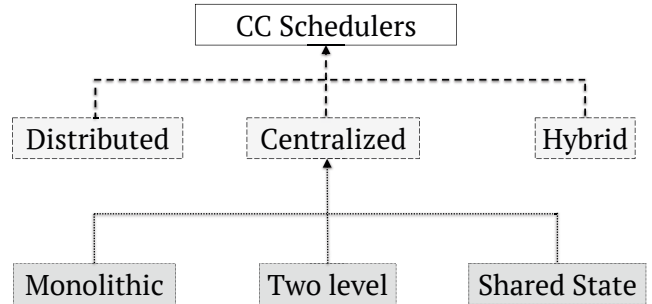 CC Schedulers
Distributed
Centralized
Hybrid
Monolithic
Two level
Shared State